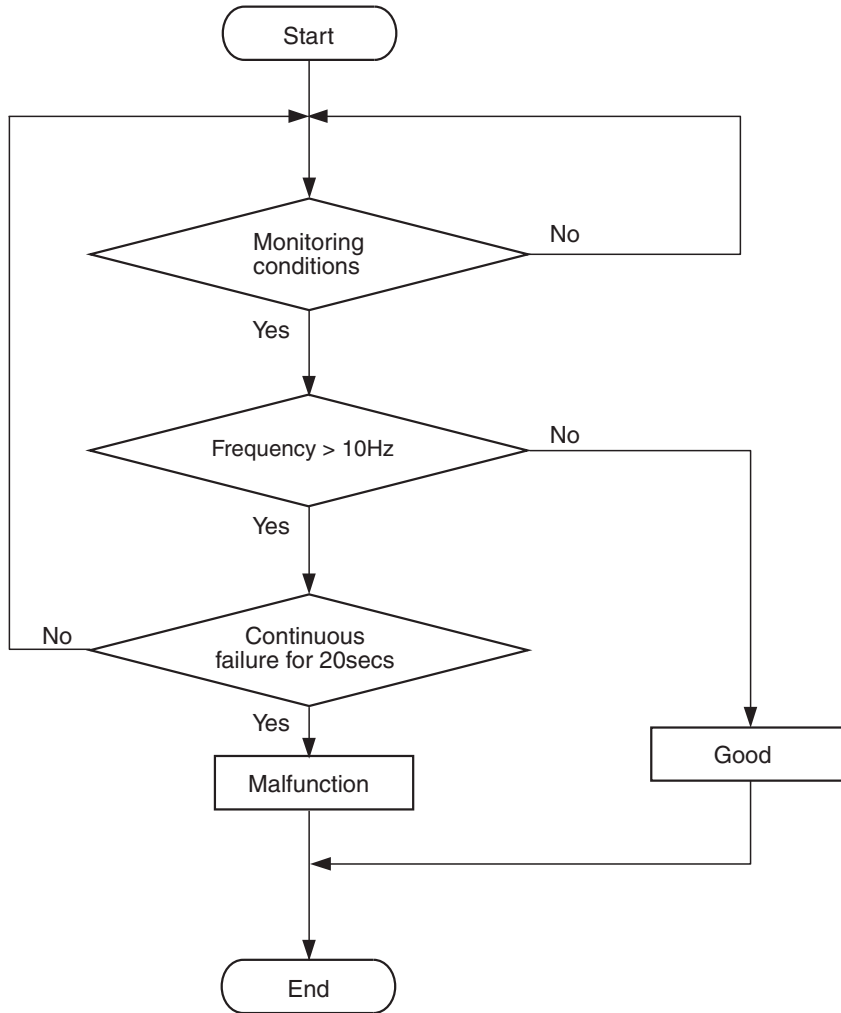 Start
Monitoring
conditions
No
Yes
Frequency > 10Hz
No
Yes
Continuous
failure for 20secs
No
Yes
Malfunction
Good
End